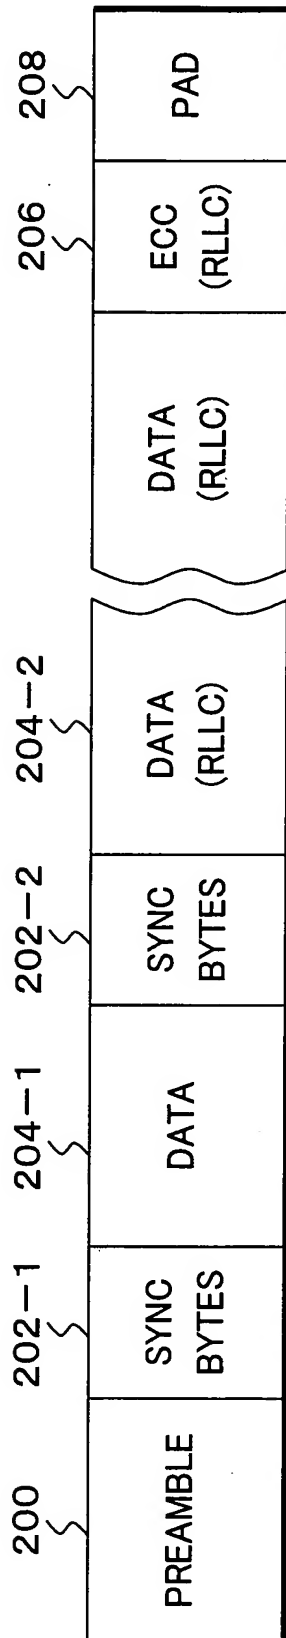 200
202-1
204-1
202-2
204-2
206
208
PREAMBLE
SYNC
BYTES
DATA
SYNC
BYTES
DATA
(RLLC)
DATA
(RLLC)
ECC
(RLLC)
PAD